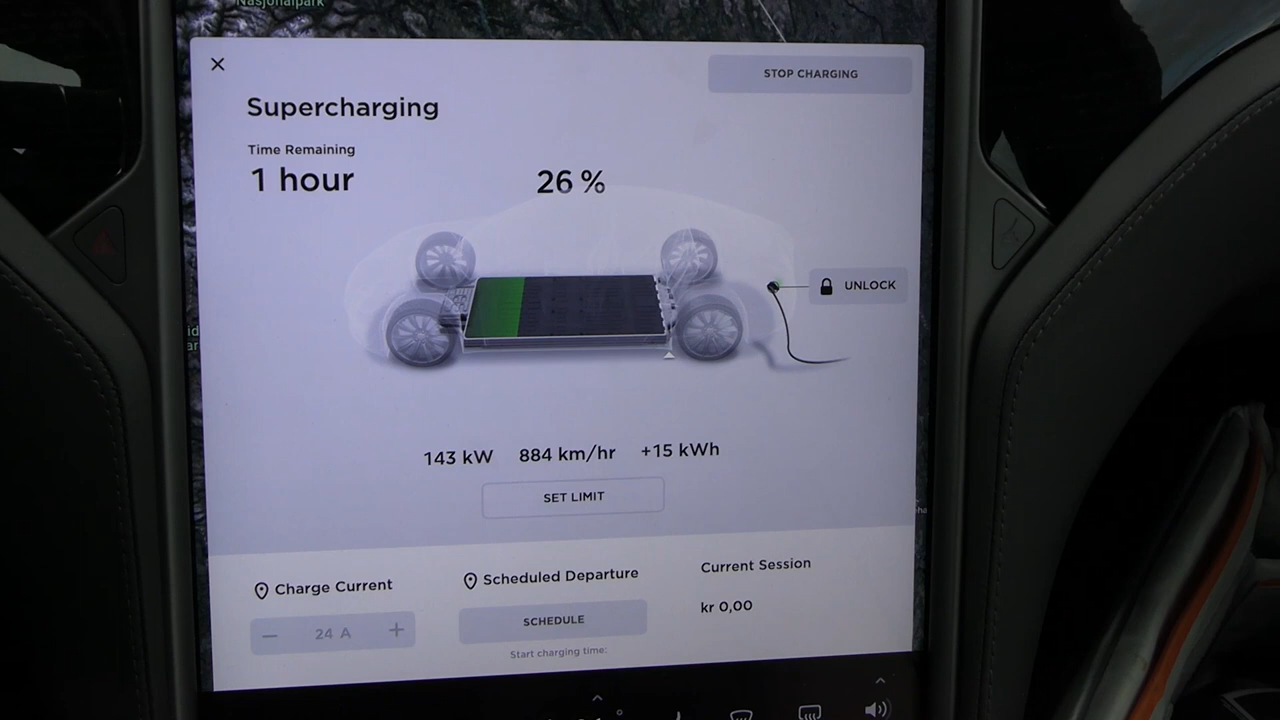 Nasjonalpark
STOP CHARGING
Supercharging
Time Remaining
1 hour
26 %
UNLOCK
143 kW 884 km/hr +15 kWh
SET LIMIT
Charge Current
24 A
Scheduled Departure
SCHEDULE
Start charging time:
Current Session
kr 0,00